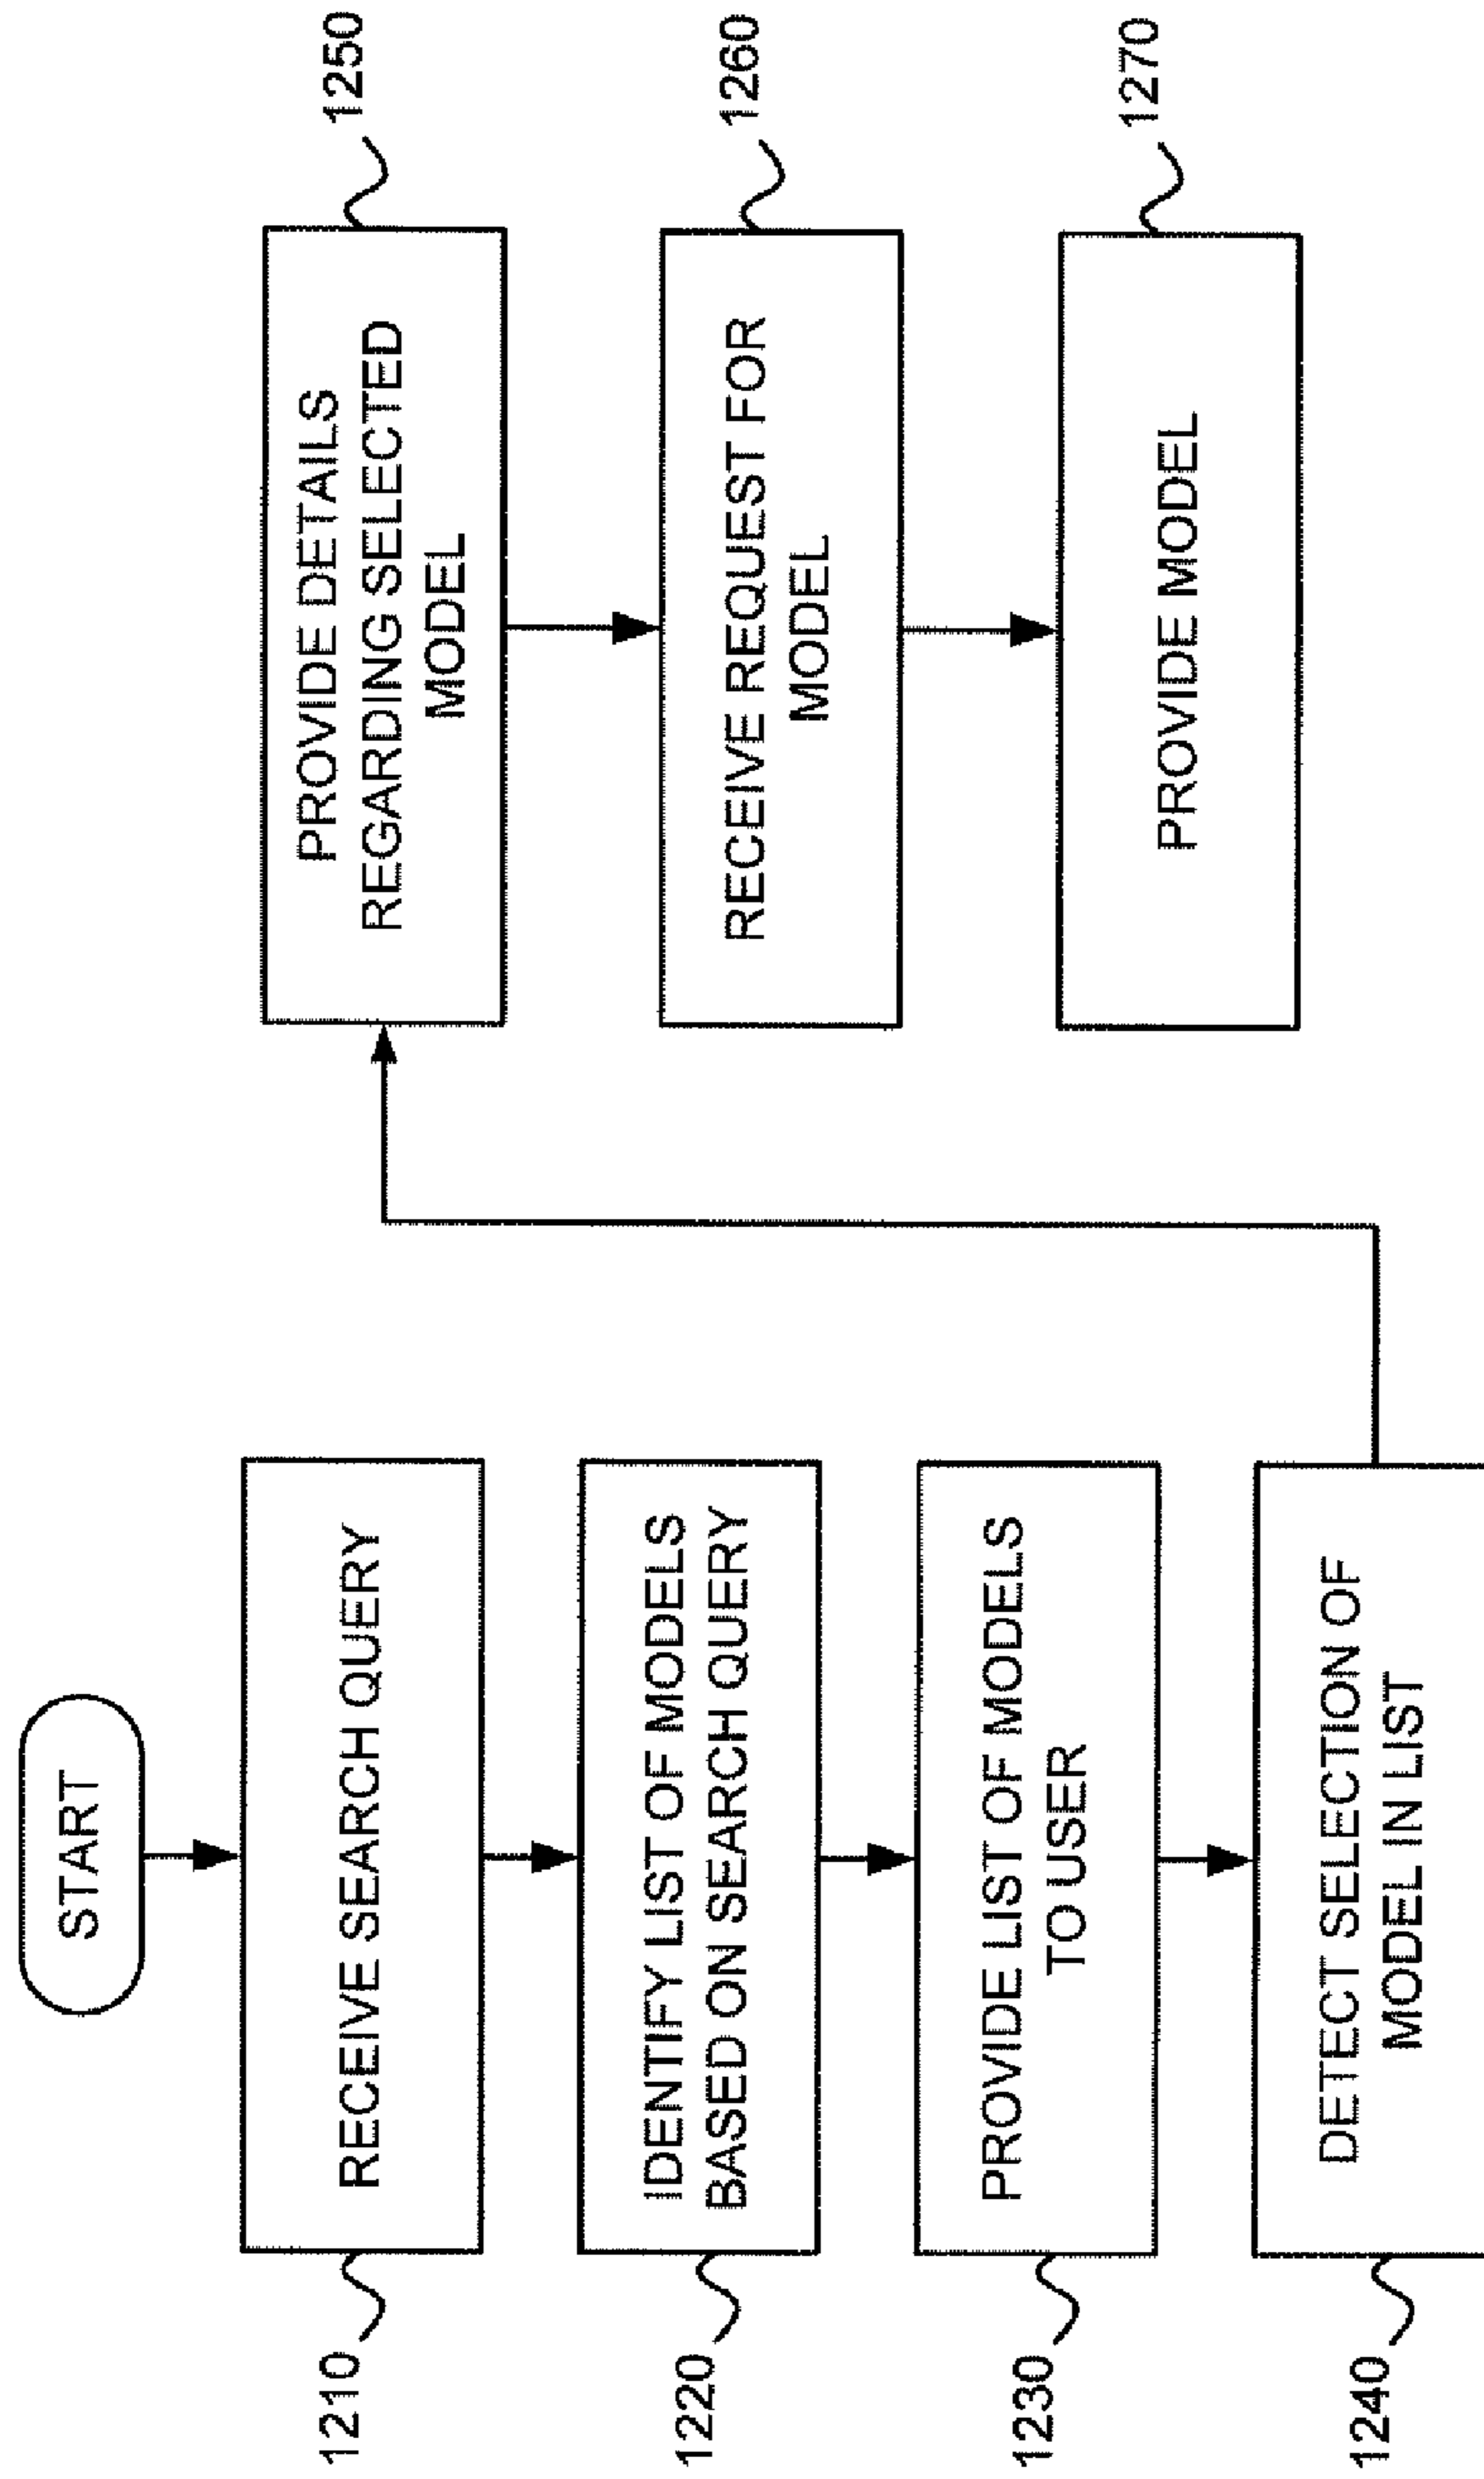 START
1210
RECEIVE SEARCH QUERY
1220
IDENTIFY LIST OF MODELS
BASED ON SEARCH QUERY
1230
PROVIDE LIST OF MODELS
TO USER
1240
DETECT SELECTION OF
MODEL IN LIST
PROVIDE DETAILS
REGARDING SELECTED
MODEL
1250
RECEIVE REQUEST FOR
MODEL
1260
PROVIDE MODEL
1270